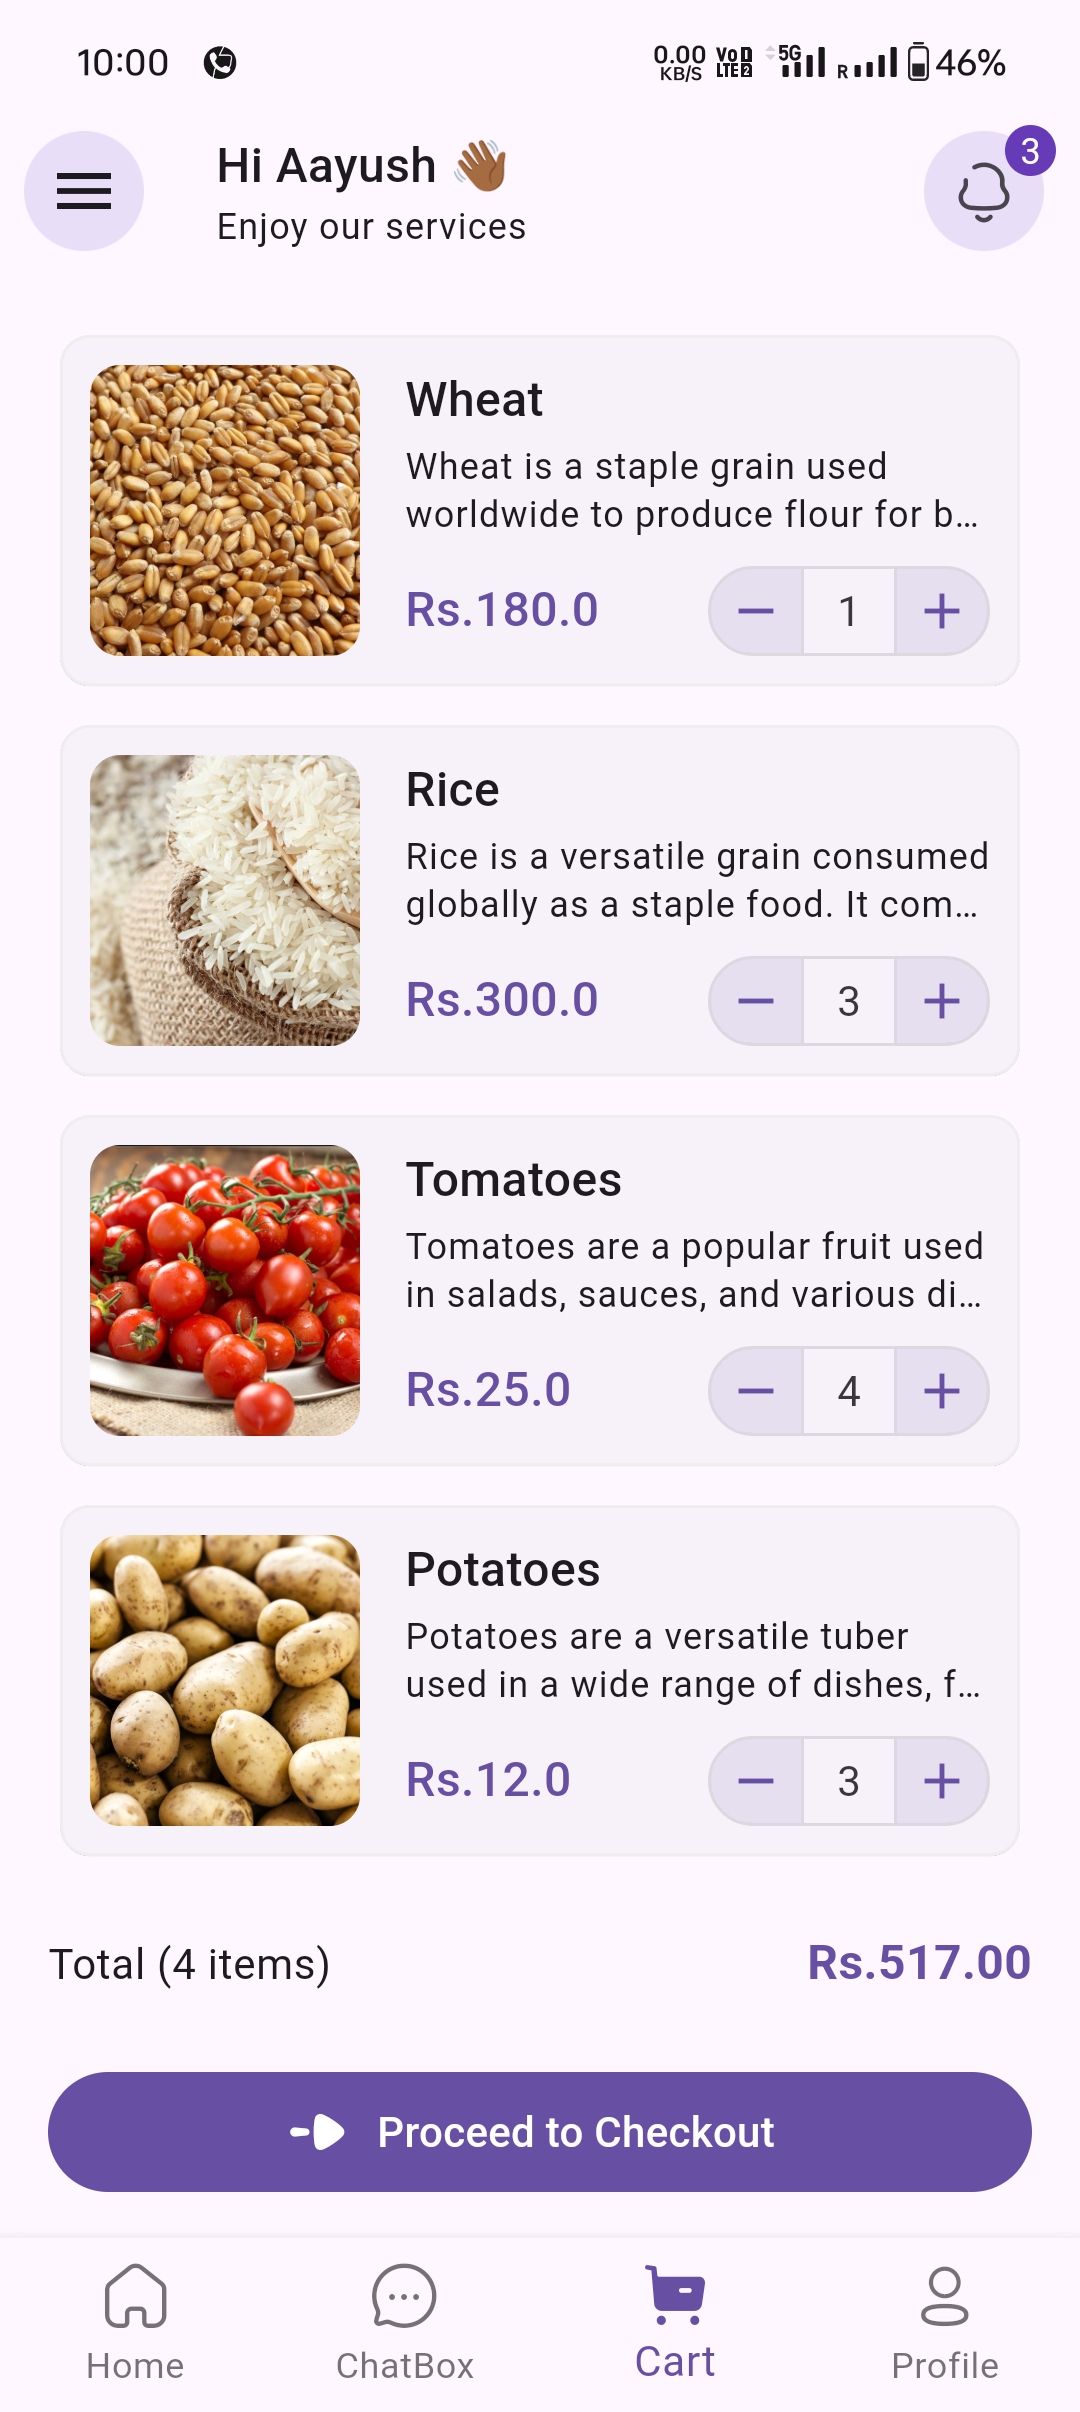 10:00
0.00 KB/S VoD LTE 2 5G R 46%
Hi Aayush 👋🏾
3
Enjoy our services
Wheat
Wheat is a staple grain used
worldwide to produce flour for b...
Rs.180.0
1
Rice
Rice is a versatile grain consumed
globally as a staple food. It com...
Rs.300.0
3
Tomatoes
Tomatoes are a popular fruit used
in salads, sauces, and various di...
Rs.25.0
4
Potatoes
Potatoes are a versatile tuber
used in a wide range of dishes, f...
Rs.12.0
3
Total (4 items) Rs.517.00
Proceed to Checkout
Home ChatBox Cart Profile